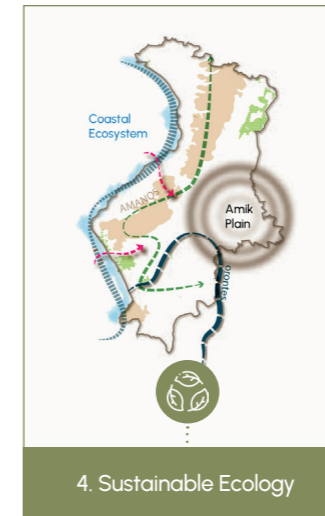 Coastal
Ecosystem
AMANOS
Amik
Plain
orontes
4. Sustainable Ecology